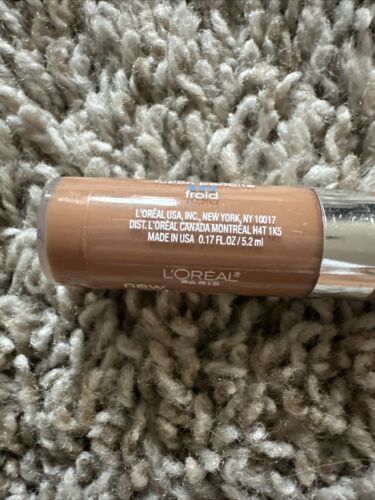 froid
L'ORÉAL USA, INC., NEW YORK, NY 10017
DIST. L'ORÉAL CANADA MONTRÉAL H4T 1K5
MADE IN USA 0.17 FL OZ / 5.2 ml
L'ORÉAL®
PARIS
new